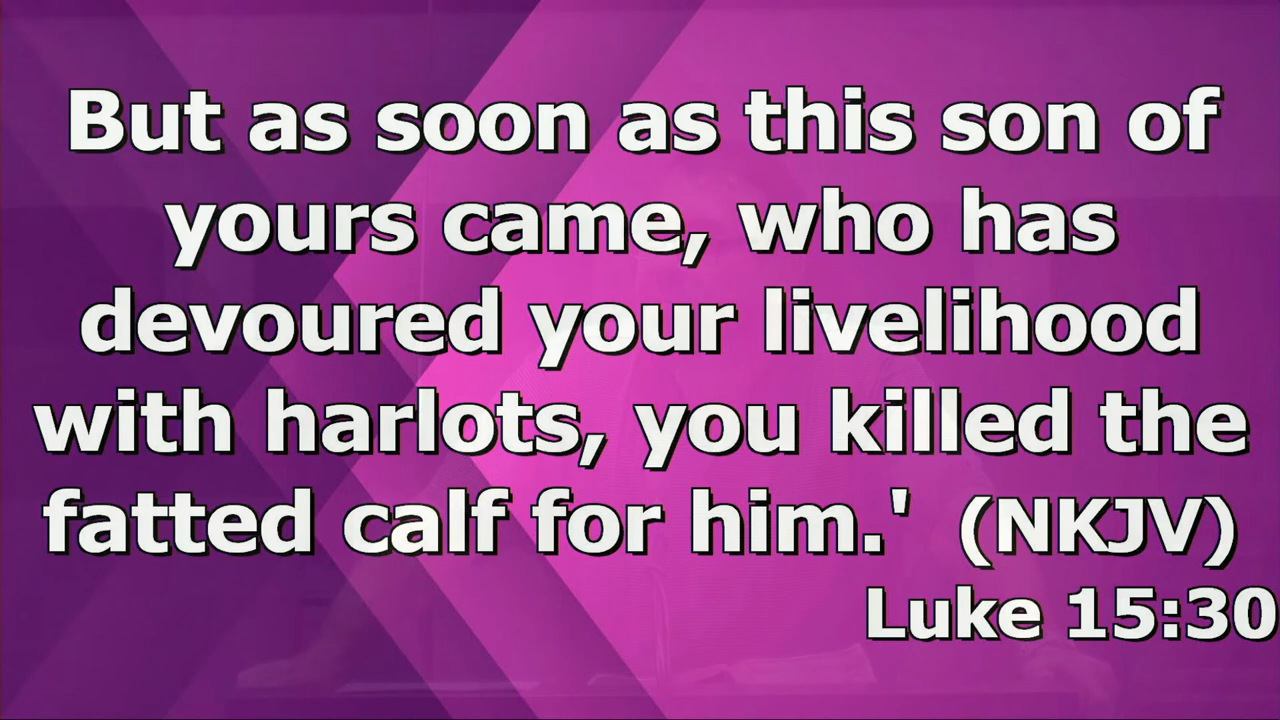 But as soon as this son of
yours came, who has
devoured your livelihood
with harlots, you killed the
fatted calf for him.' (NKJV)
Luke 15:30